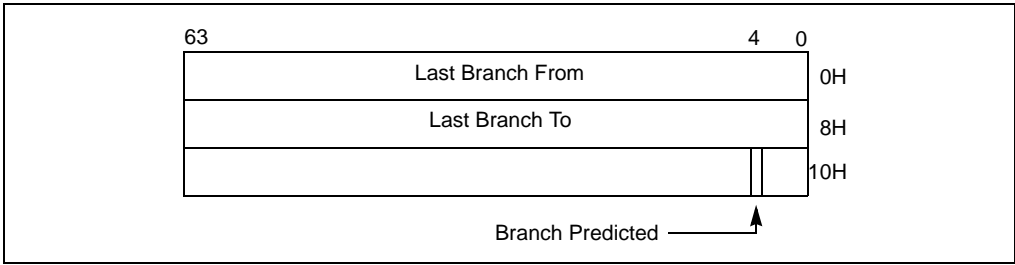 63 4 0
Last Branch From 0H
Last Branch To 8H
10H
Branch Predicted